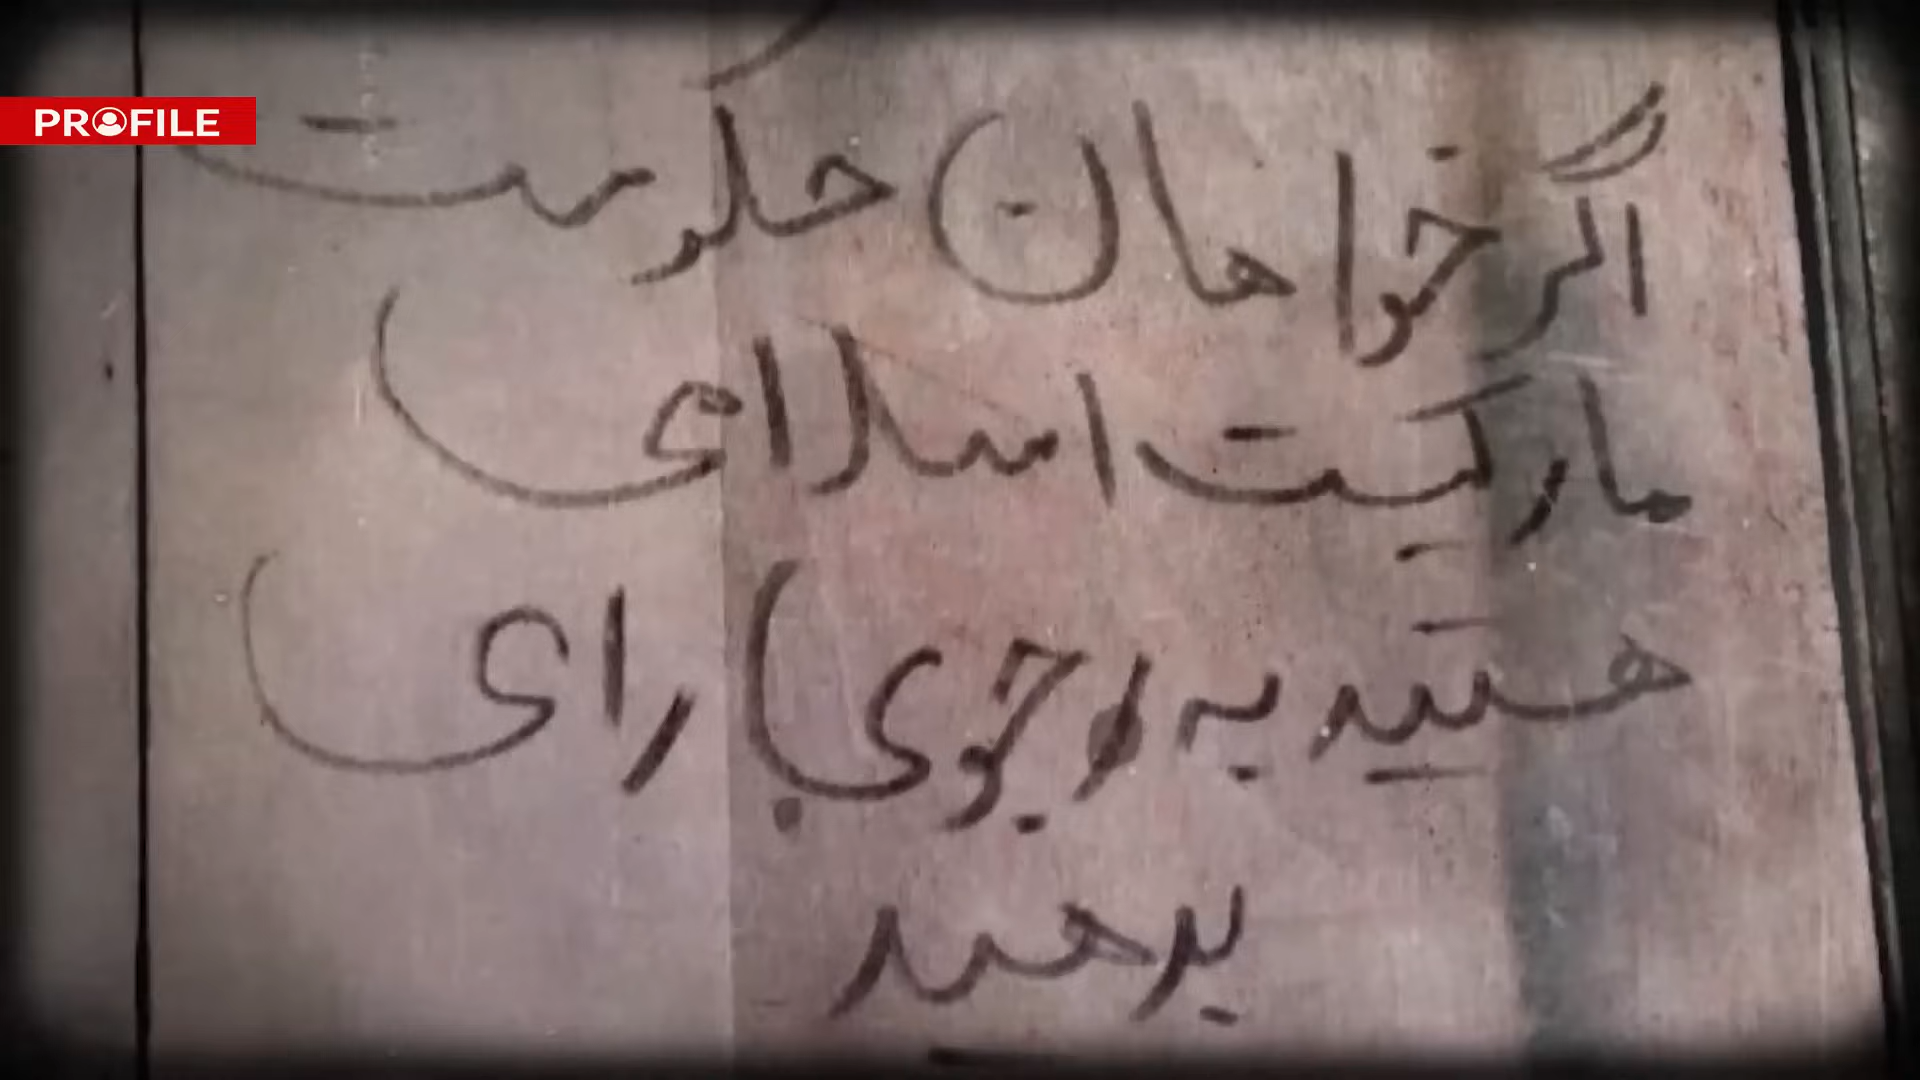 PROFILE
اگر خواهان حکومت
مارکیست اسلامی
هستید به رجوی رای
بدهید